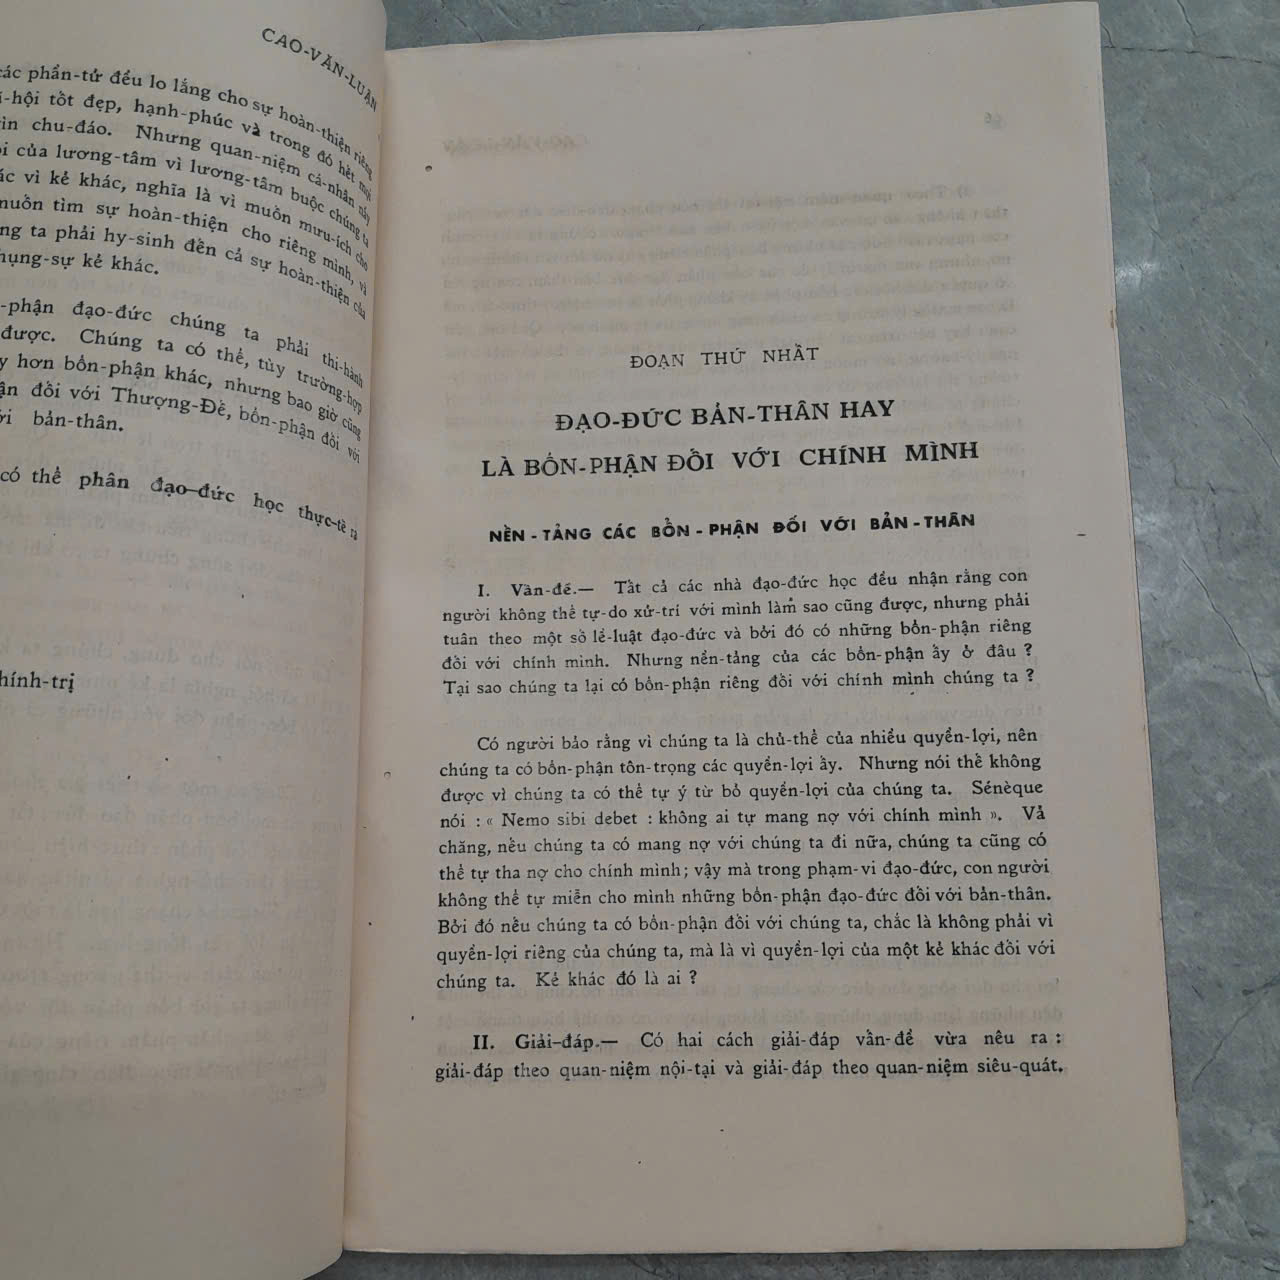 CAO-VĂN-LUẬN
các phần-tử đều lo lắng cho sự hoàn-thiện riêng
-hội tốt đẹp, hạnh-phúc và trong đó hết mọi
chu-đáo. Nhưng quan-niệm cá-nhân này
của lương-tâm vì lương-tâm buộc chúng ta
vì kẻ khác, nghĩa là vì muốn mưu-ích cho
muốn tìm sự hoàn-thiện cho riêng mình, và
ta phải hy-sinh đến cả sự hoàn-thiện của
phụng-sự kẻ khác.
-phận đạo-đức chúng ta phải thi-hành
được. Chúng ta có thể, tùy trường-hợp
hơn bổn-phận khác, nhưng bao giờ cũng
đối với Thượng-Đế, bổn-phận đối với
bản-thân.
có thể phân đạo-đức học thực-tế ra
chính-trị
ĐOẠN THỨ NHẤT
ĐẠO-ĐỨC BẢN-THÂN HAY
LÀ BỔN-PHẬN ĐỐI VỚI CHÍNH MÌNH
NỀN - TẢNG CÁC BỔN - PHẬN ĐỐI VỚI BẢN - THÂN
I. Vấn-đề.— Tất cả các nhà đạo-đức học đều nhận rằng con
người không thể tự-do xử-trí với mình làm sao cũng được, nhưng phải
tuân theo một số lề-luật đạo-đức và bởi đó có những bổn-phận riêng
đối với chính mình. Nhưng nền-tảng của các bổn-phận ấy ở đâu ?
Tại sao chúng ta lại có bổn-phận riêng đối với chính mình chúng ta ?
Có người bảo rằng vì chúng ta là chủ-thể của nhiều quyền-lợi, nên
chúng ta có bổn-phận tôn-trọng các quyền-lợi ấy. Nhưng nói thế không
được vì chúng ta có thể tự ý từ bỏ quyền-lợi của chúng ta. Sénèque
nói : « Nemo sibi debet : không ai tự mang nợ với chính mình ». Vả
chăng, nếu chúng ta có mang nợ với chúng ta đi nữa, chúng ta cũng có
thể tự tha nợ cho chính mình ; vậy mà trong phạm-vi đạo-đức, con người
không thể tự miễn cho mình những bổn-phận đạo-đức đối với bản-thân.
Bởi đó nếu chúng ta có bổn-phận đối với chúng ta, chắc là không phải vì
quyền-lợi riêng của chúng ta, mà là vì quyền-lợi của một kẻ khác đối với
chúng ta. Kẻ khác đó là ai ?
II. Giải-đáp.— Có hai cách giải-đáp vấn-đề vừa nêu ra :
giải-đáp theo quan-niệm nội-tại và giải-đáp theo quan-niệm siêu-quát.